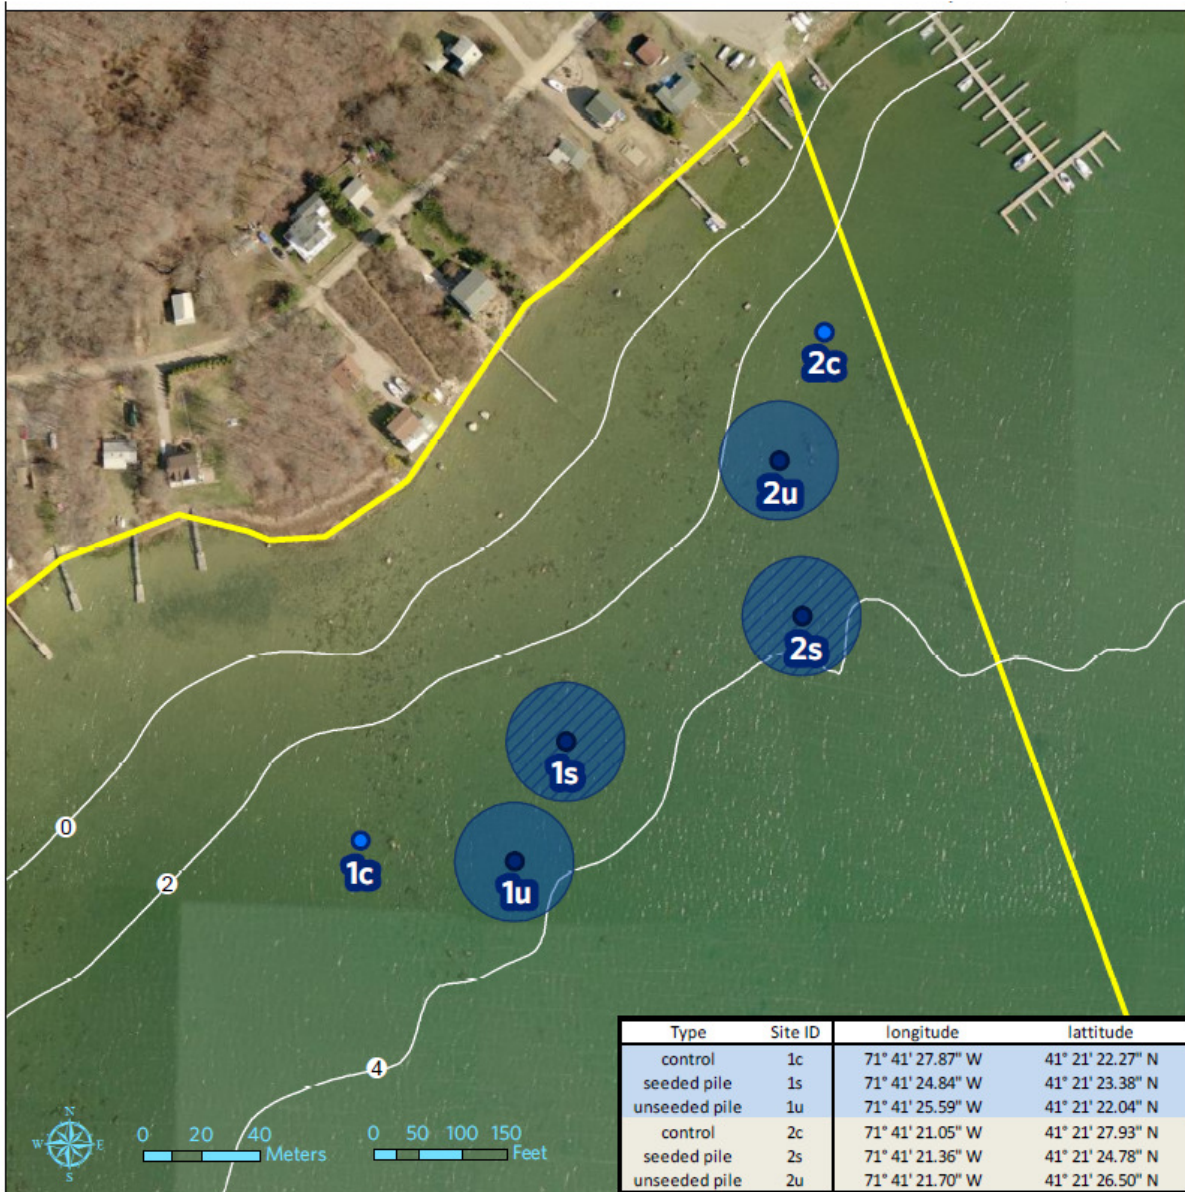 2c
2u
2s
1s
1c
1u
0
2
4
N
W E
S
0 20 40
Meters
0 50 100 150
Feet
Type Site ID longitude lattitude
control 1c 71° 41' 27.87" W 41° 21' 22.27" N
seeded pile 1s 71° 41' 24.84" W 41° 21' 23.38" N
unseeded pile 1u 71° 41' 25.59" W 41° 21' 22.04" N
control 2c 71° 41' 21.05" W 41° 21' 27.93" N
seeded pile 2s 71° 41' 21.36" W 41° 21' 24.78" N
unseeded pile 2u 71° 41' 21.70" W 41° 21' 26.50" N